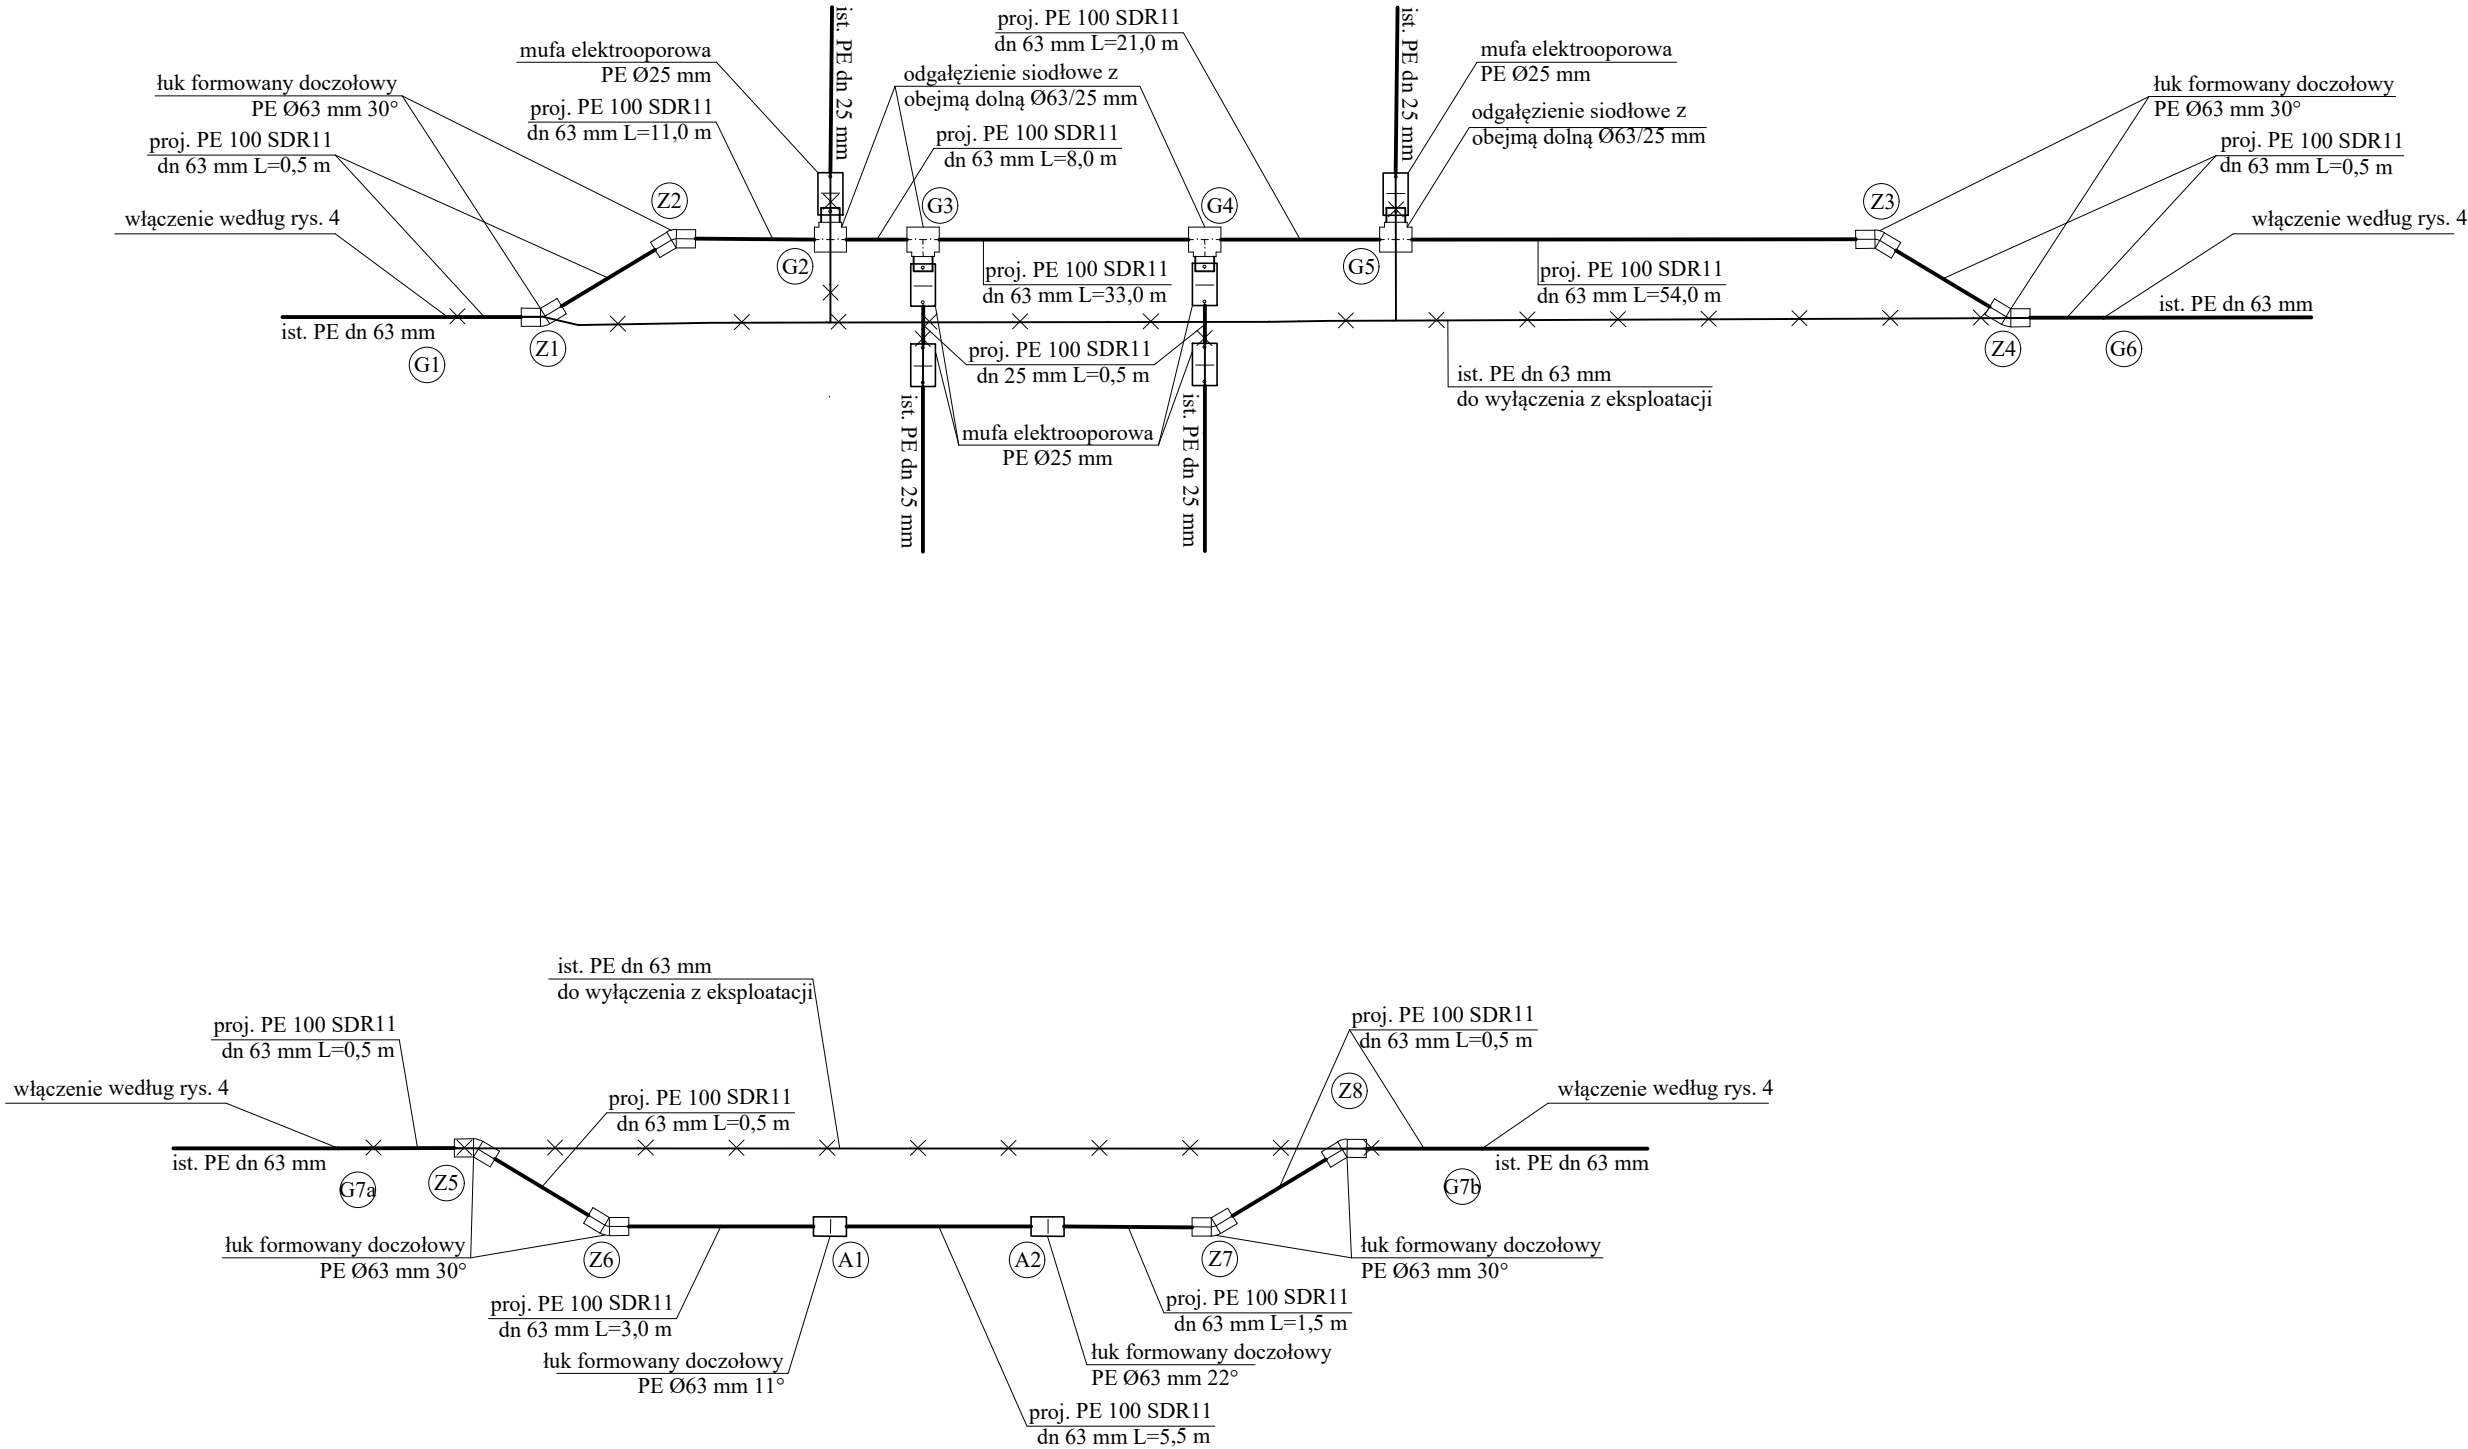 proj. PE 100 SDR11
dn 63 mm L=21,0 m
mufa elektrooporowa
PE Ø25 mm
ist. PE dn 25 mm
odgałęzienie siodłowe z
obejmą dolną Ø63/25 mm
ist. PE dn 25 mm
mufa elektrooporowa
PE Ø25 mm
łuk formowany doczołowy
PE Ø63 mm 30°
proj. PE 100 SDR11
dn 63 mm L=11,0 m
proj. PE 100 SDR11
dn 63 mm L=8,0 m
odgałęzienie siodłowe z
obejmą dolną Ø63/25 mm
łuk formowany doczołowy
PE Ø63 mm 30°
proj. PE 100 SDR11
dn 63 mm L=0,5 m
proj. PE 100 SDR11
dn 63 mm L=0,5 m
włączenie według rys. 4
Z2
G3
G4
Z3
włączenie według rys. 4
G2
proj. PE 100 SDR11
dn 63 mm L=33,0 m
G5
proj. PE 100 SDR11
dn 63 mm L=54,0 m
ist. PE dn 63 mm
ist. PE dn 63 mm
G1
Z1
proj. PE 100 SDR11
dn 25 mm L=0,5 m
Z4
G6
ist. PE dn 63 mm
do wyłączenia z eksploatacji
ist. PE dn 25 mm
mufa elektrooporowa
PE Ø25 mm
ist. PE dn 25 mm
ist. PE dn 63 mm
do wyłączenia z eksploatacji
proj. PE 100 SDR11
dn 63 mm L=0,5 m
proj. PE 100 SDR11
dn 63 mm L=0,5 m
włączenie według rys. 4
proj. PE 100 SDR11
dn 63 mm L=0,5 m
Z8
włączenie według rys. 4
ist. PE dn 63 mm
ist. PE dn 63 mm
G7a
Z5
G7b
łuk formowany doczołowy
PE Ø63 mm 30°
Z6
A1
A2
Z7
łuk formowany doczołowy
PE Ø63 mm 30°
proj. PE 100 SDR11
dn 63 mm L=3,0 m
proj. PE 100 SDR11
dn 63 mm L=1,5 m
łuk formowany doczołowy
PE Ø63 mm 11°
łuk formowany doczołowy
PE Ø63 mm 22°
proj. PE 100 SDR11
dn 63 mm L=5,5 m